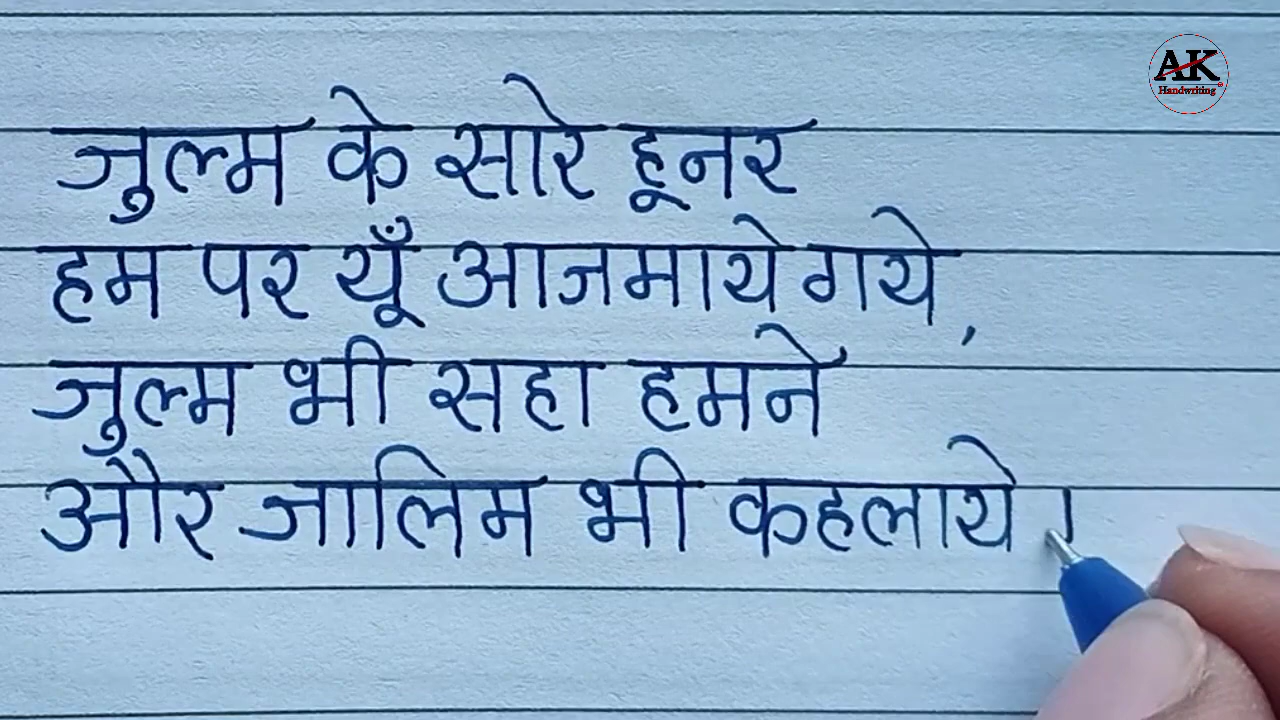 AK
Handwriting
जुल्म के सारे हूनर
हम पर यूँ आजमाये गये,
जुल्म भी सहा हमने
और जालिम भी कहलाये।